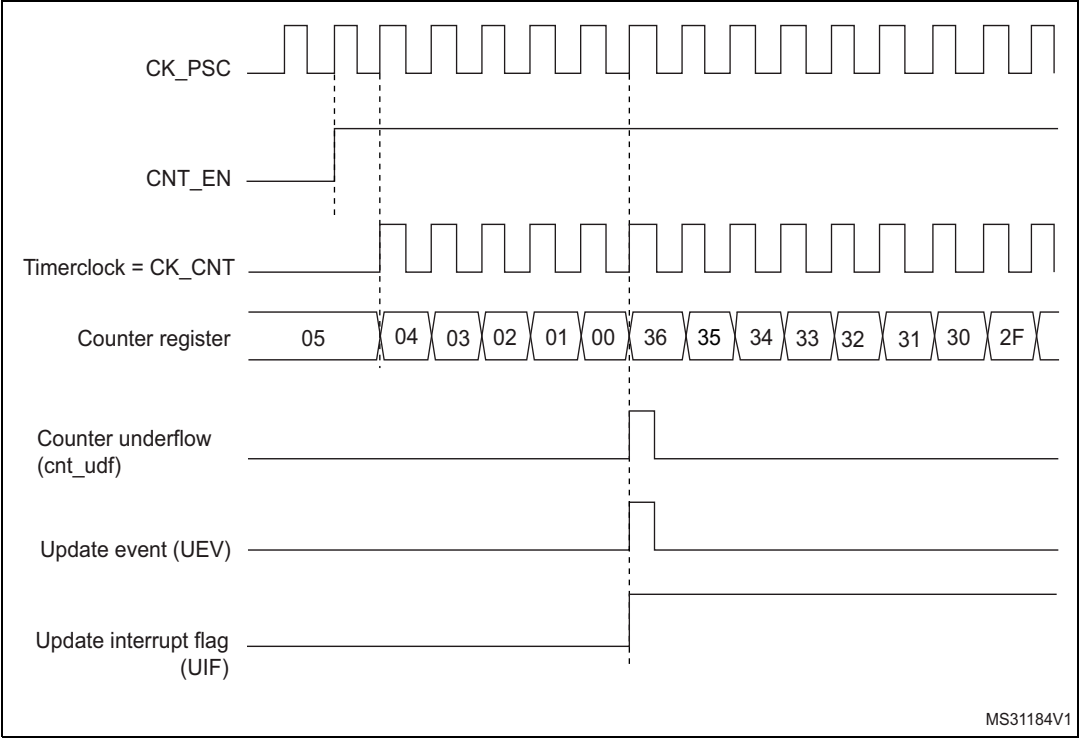 CK_PSC
CNT_EN
Timerclock = CK_CNT
Counter register
05 04 03 02 01 00 36 35 34 33 32 31 30 2F
Counter underflow
(cnt_udf)
Update event (UEV)
Update interrupt flag
(UIF)
MS31184V1